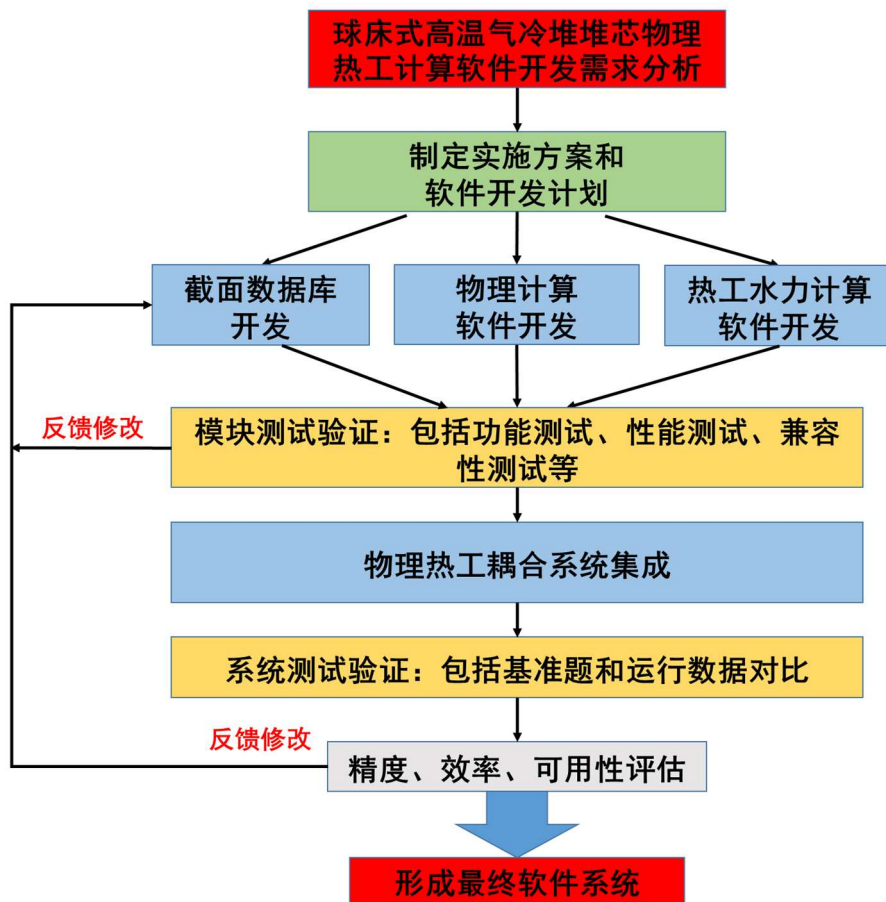 球床式高温气冷堆堆芯物理
热工计算软件开发需求分析
制定实施方案和
软件开发计划
截面数据库
开发
物理计算
软件开发
热工水力计算
软件开发
反馈修改
模块测试验证：包括功能测试、性能测试、兼容
性测试等
物理热工耦合系统集成
系统测试验证：包括基准题和运行数据对比
反馈修改
精度、效率、可用性评估
形成最终软件系统